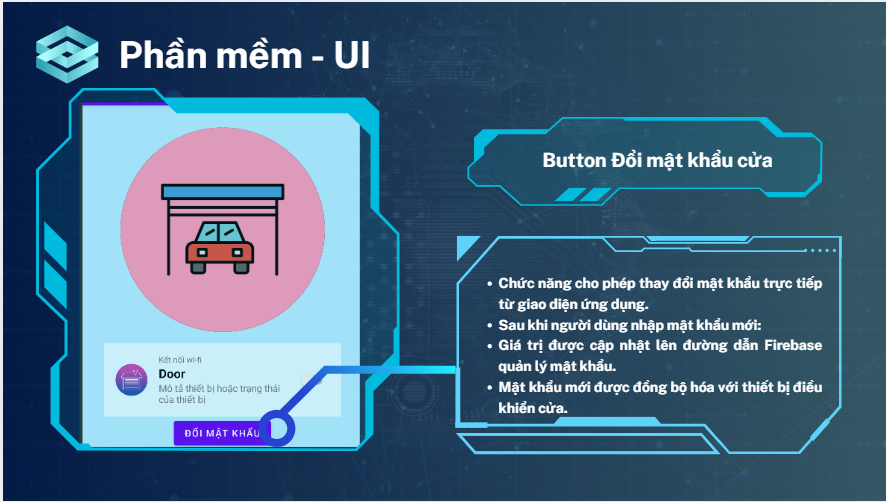 Phần mềm - UI
Button Đổi mật khẩu cửa
Kết nối wi-fi
Door
Mô tả thiết bị hoặc trạng thái
của thiết bị
ĐỔI MẬT KHẨU
• Chức năng cho phép thay đổi mật khẩu trực tiếp
từ giao diện ứng dụng.
• Sau khi người dùng nhập mật khẩu mới:
• Giá trị được cập nhật lên đường dẫn Firebase
quản lý mật khẩu.
• Mật khẩu mới được đồng bộ hóa với thiết bị điều
khiển cửa.